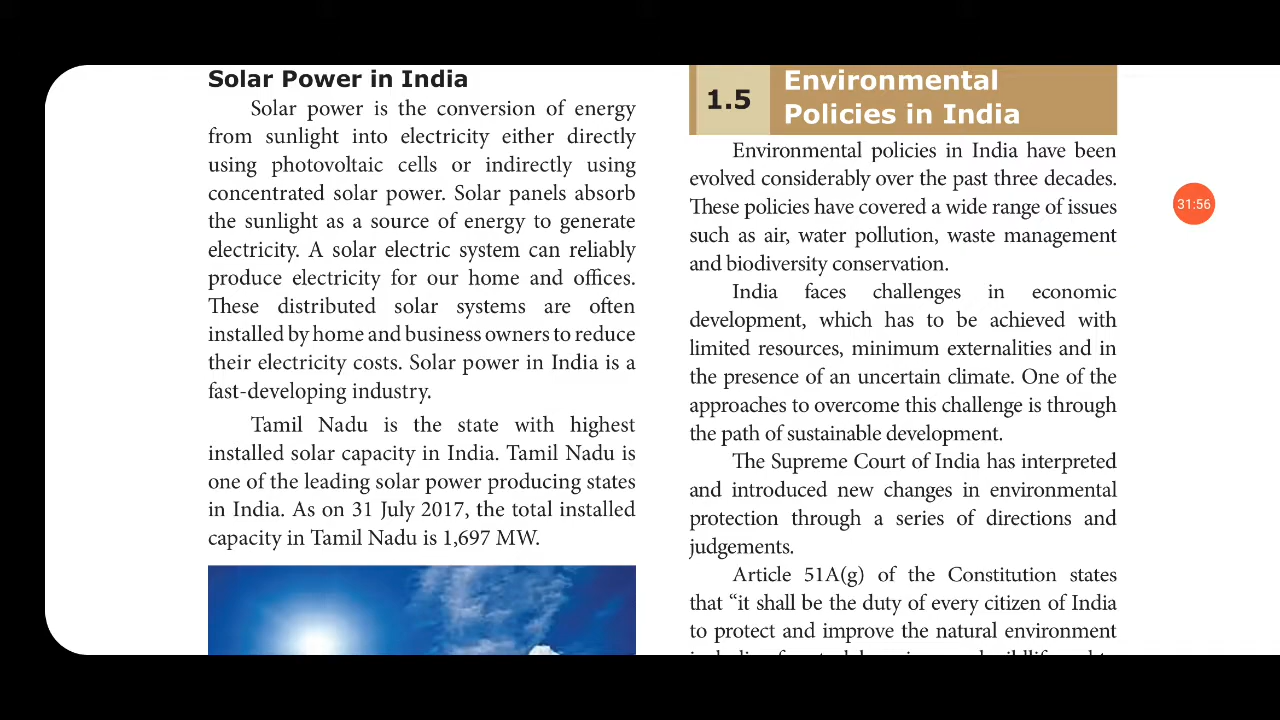 Solar Power in India
Solar power is the conversion of energy
from sunlight into electricity either directly
using photovoltaic cells or indirectly using
concentrated solar power. Solar panels absorb
the sunlight as a source of energy to generate
electricity. A solar electric system can reliably
produce electricity for our home and offices.
These distributed solar systems are often
installed by home and business owners to reduce
their electricity costs. Solar power in India is a
fast-developing industry.
Tamil Nadu is the state with highest
installed solar capacity in India. Tamil Nadu is
one of the leading solar power producing states
in India. As on 31 July 2017, the total installed
capacity in Tamil Nadu is 1,697 MW.
1.5
Environmental
Policies in India
Environmental policies in India have been
evolved considerably over the past three decades.
These policies have covered a wide range of issues
such as air, water pollution, waste management
and biodiversity conservation.
India faces challenges in economic
development, which has to be achieved with
limited resources, minimum externalities and in
the presence of an uncertain climate. One of the
approaches to overcome this challenge is through
the path of sustainable development.
The Supreme Court of India has interpreted
and introduced new changes in environmental
protection through a series of directions and
judgements.
Article 51A(g) of the Constitution states
that “it shall be the duty of every citizen of India
to protect and improve the natural environment
31:56